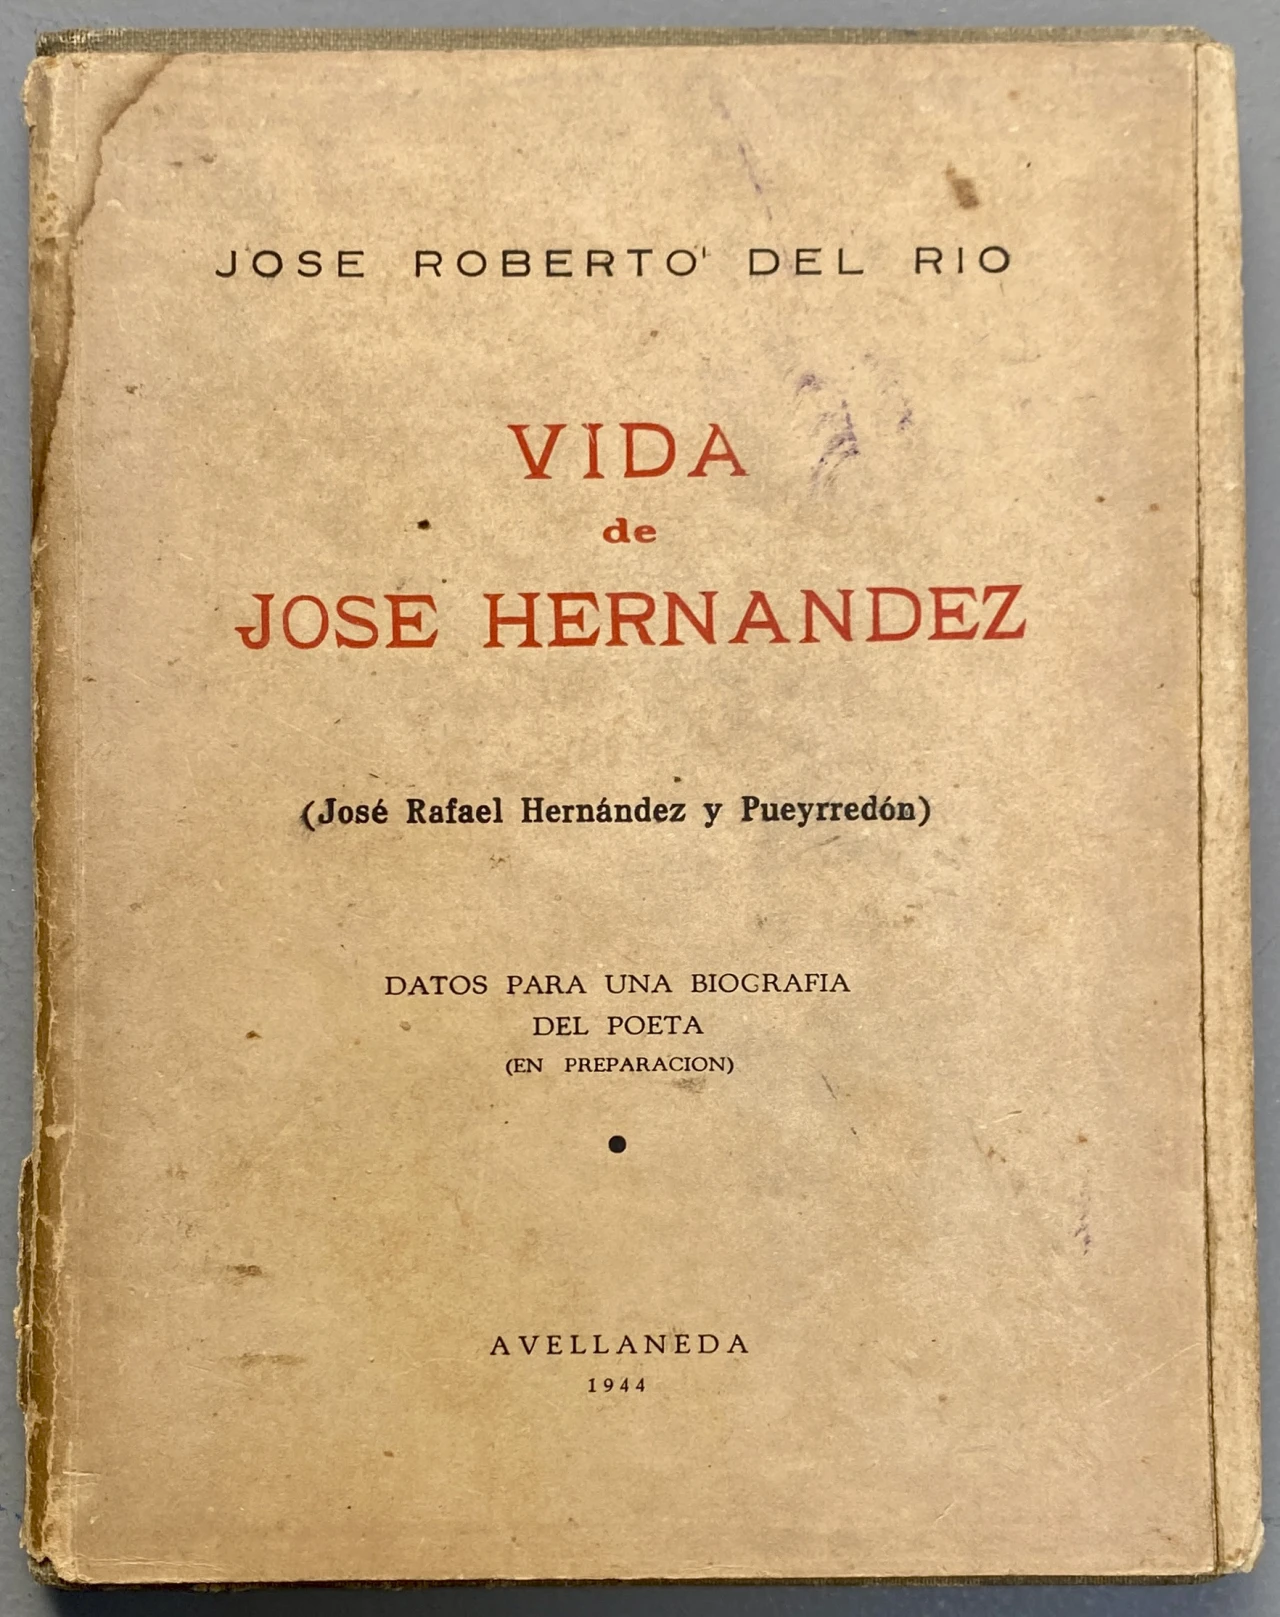 JOSE ROBERTO DEL RIO
VIDA
de
JOSE HERNANDEZ
(José Rafael Hernández y Pueyrredón)
DATOS PARA UNA BIOGRAFIA
DEL POETA
(EN PREPARACION)
AVELLANEDA
1944